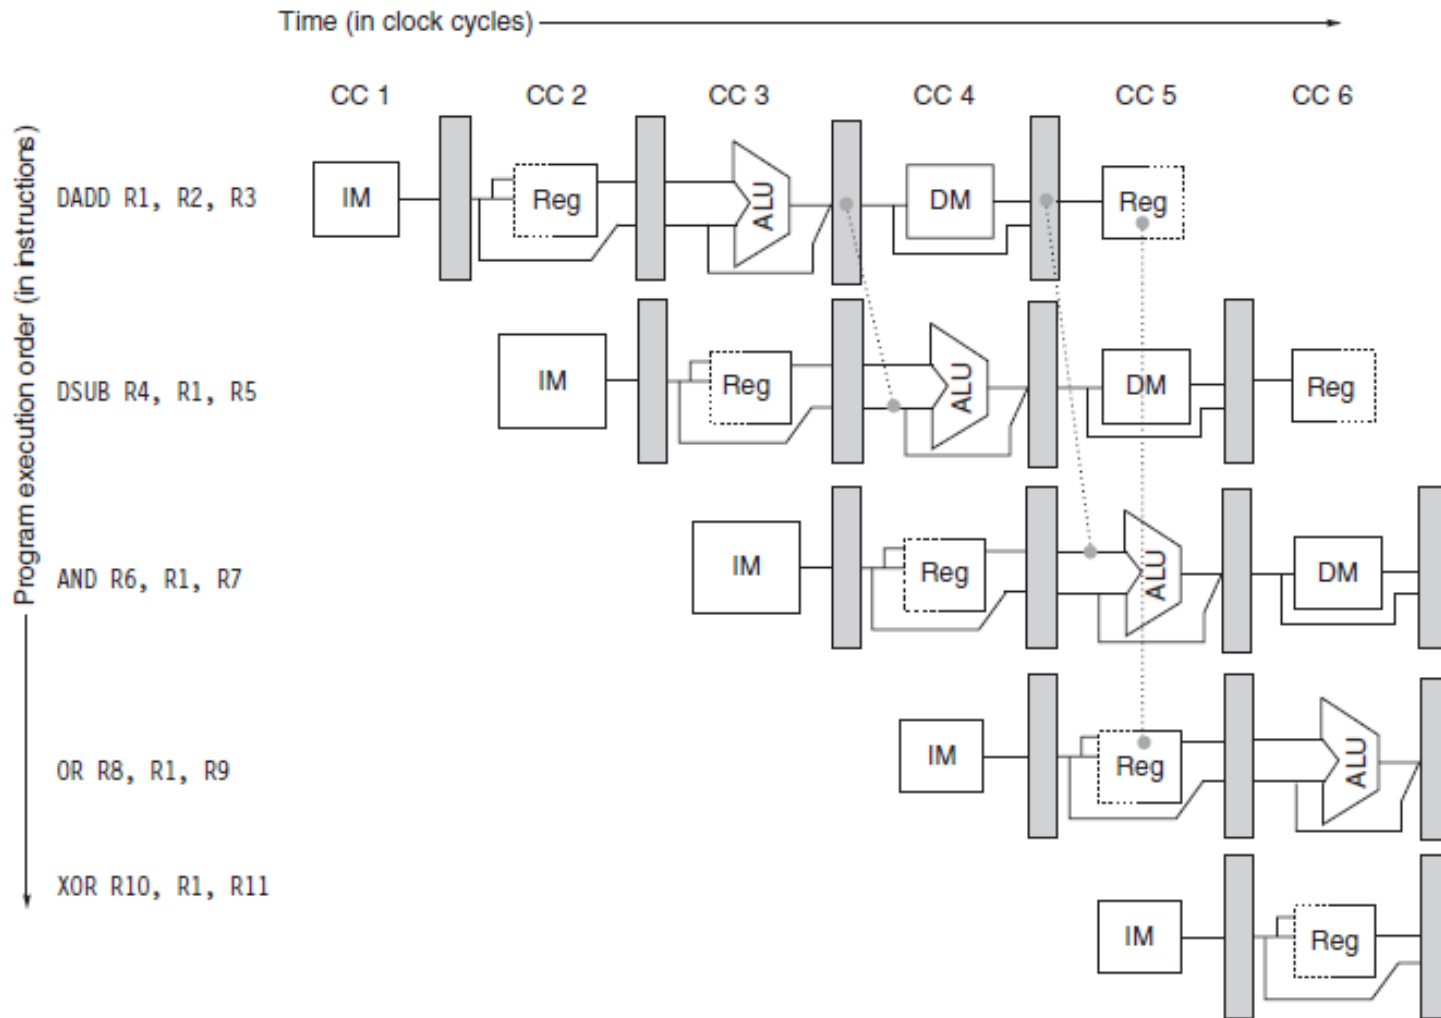 Time (in clock cycles)
CC 1 CC 2 CC 3 CC 4 CC 5 CC 6
Program execution order (in instructions)
DADD R1, R2, R3
IM Reg ALU DM Reg
DSUB R4, R1, R5
IM Reg ALU DM Reg
AND R6, R1, R7
IM Reg ALU DM
OR R8, R1, R9
IM Reg ALU
XOR R10, R1, R11
IM Reg